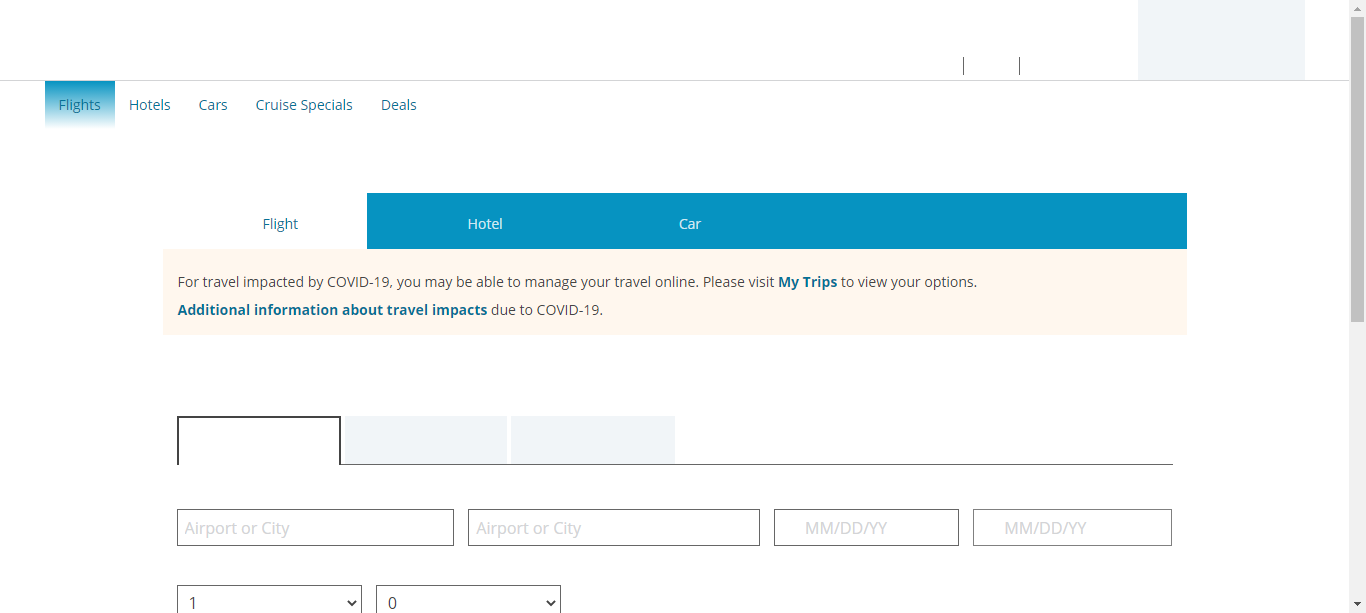 Flights Hotels Cars Cruise Specials Deals
Flight Hotel Car
For travel impacted by COVID-19, you may be able to manage your travel online. Please visit My Trips to view your options.
Additional information about travel impacts due to COVID-19.
Airport or City Airport or City MM/DD/YY MM/DD/YY
1 0